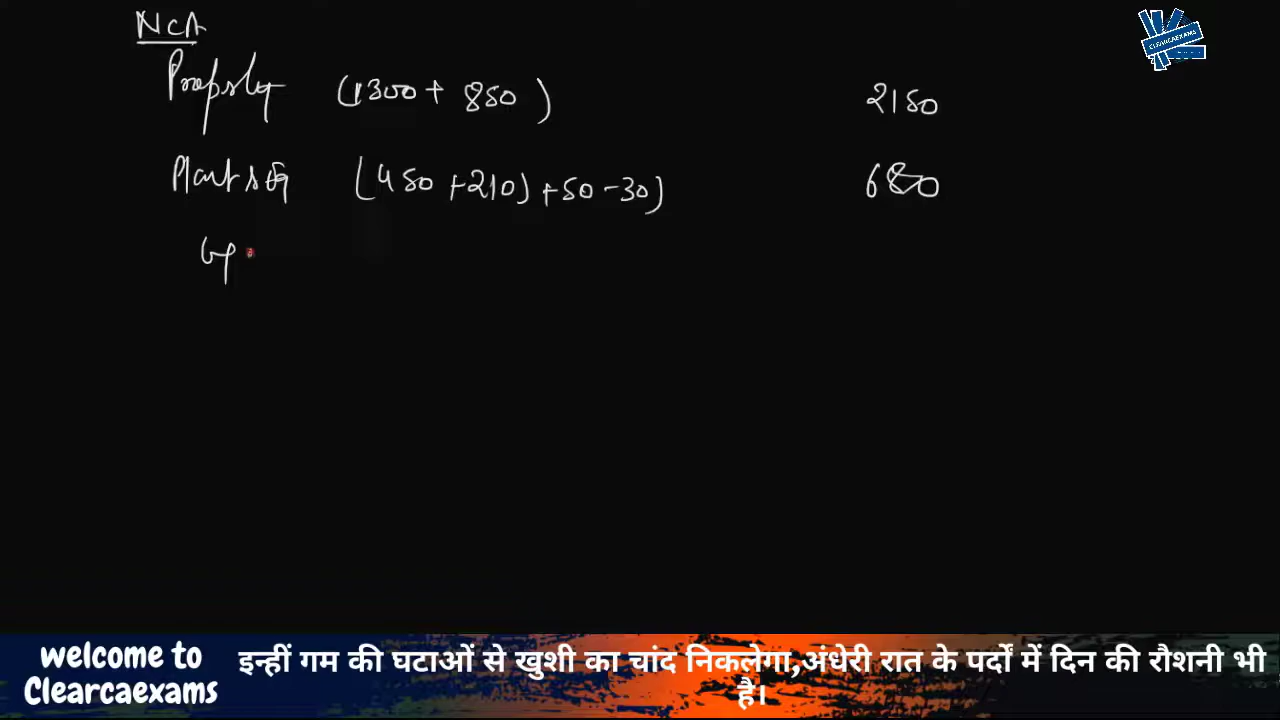 NCA
CLEARCAEXAMS
Property (1300 + 850) 2150
Plant & Eq (450 + 210) + 50 - 30) 680
welcome to
Clearcaexams
इन्हीं गम की घटाओं से खुशी का चांद निकलेगा,अंधेरी रात के पर्दों में दिन की रौशनी भी
है।